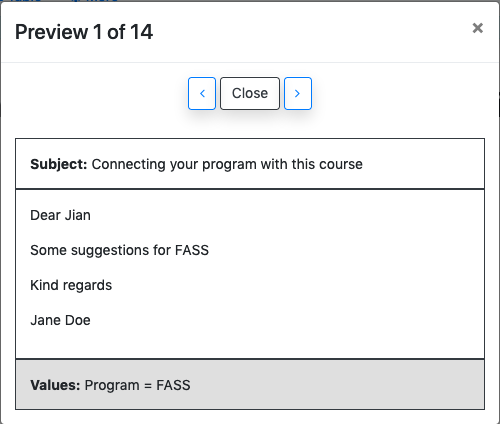 Preview 1 of 14
×
‹ Close ›
Subject: Connecting your program with this course
Dear Jian
Some suggestions for FASS
Kind regards
Jane Doe
Values: Program = FASS